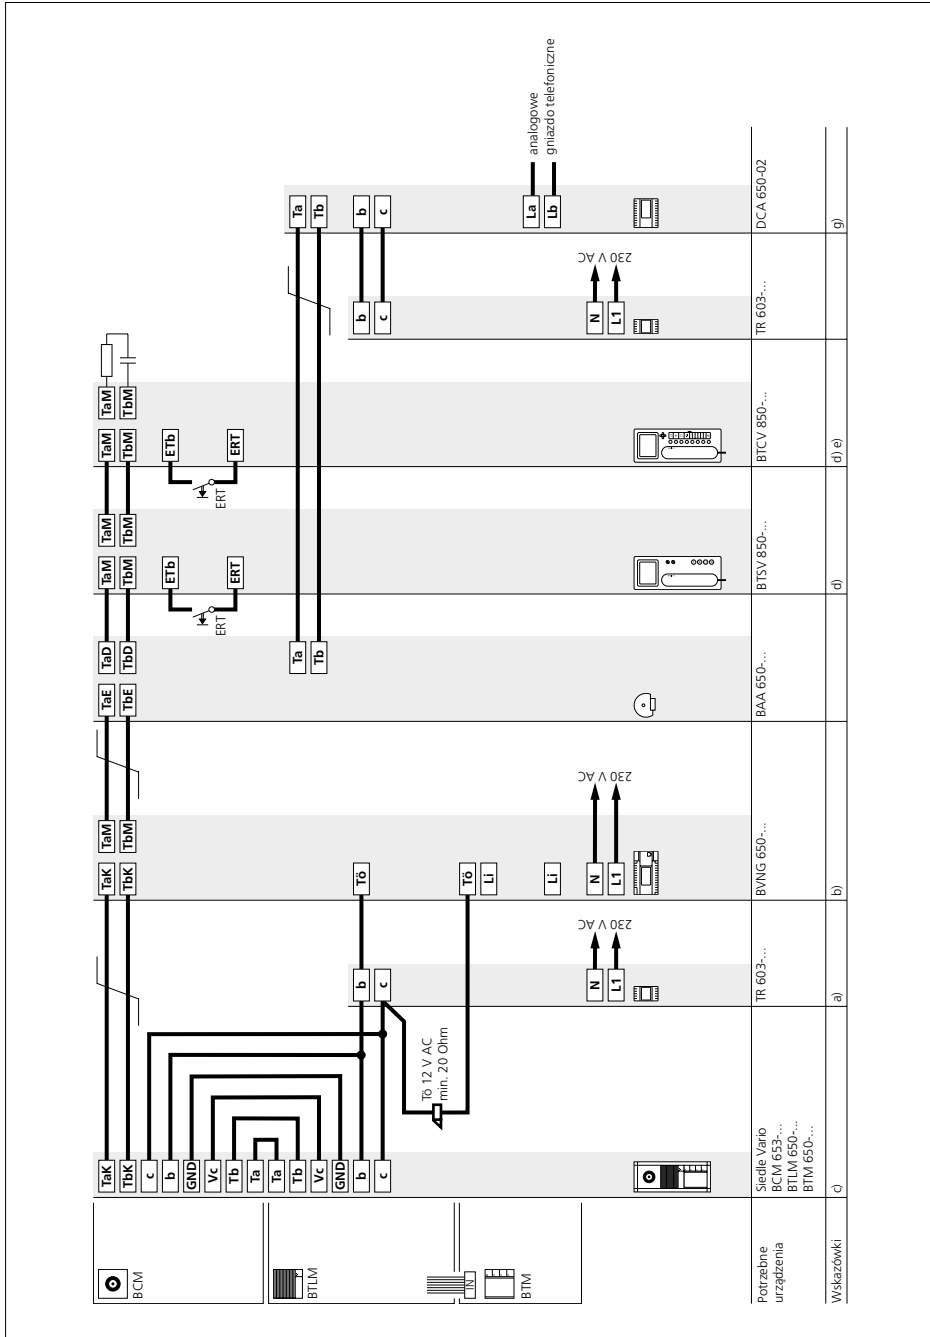 TaK TaK TaM TaE TaD TaM TaM TaM TaM
TbK TbK TbM TbE TbD TbM TbM TbM TbM
BCM
c
b ETb ETb
GND
Vc
ERT ERT
Tb ERT ERT
Ta
Ta
Tb Ta Ta
BTLM
Vc Tb Tb
GND
b b Tö b b
c c c c
Tö 12 V AC
min. 20 Ohm
IN Tö
Li
BTM
La analogowe
Li Lb gniazdo telefoniczne
N N N
L1 L1 L1
230 V AC 230 V AC 230 V AC
Potrzebne
urządzenia
Siedle Vario
BCM 653-...
BTLM 650-...
BTM 650-...
TR 603-...
BVNG 650-...
BAA 650-...
BTSV 850-...
BTCV 850-...
TR 603-...
DCA 650-02
Wskazówki c) a) b) d) d) e) g)